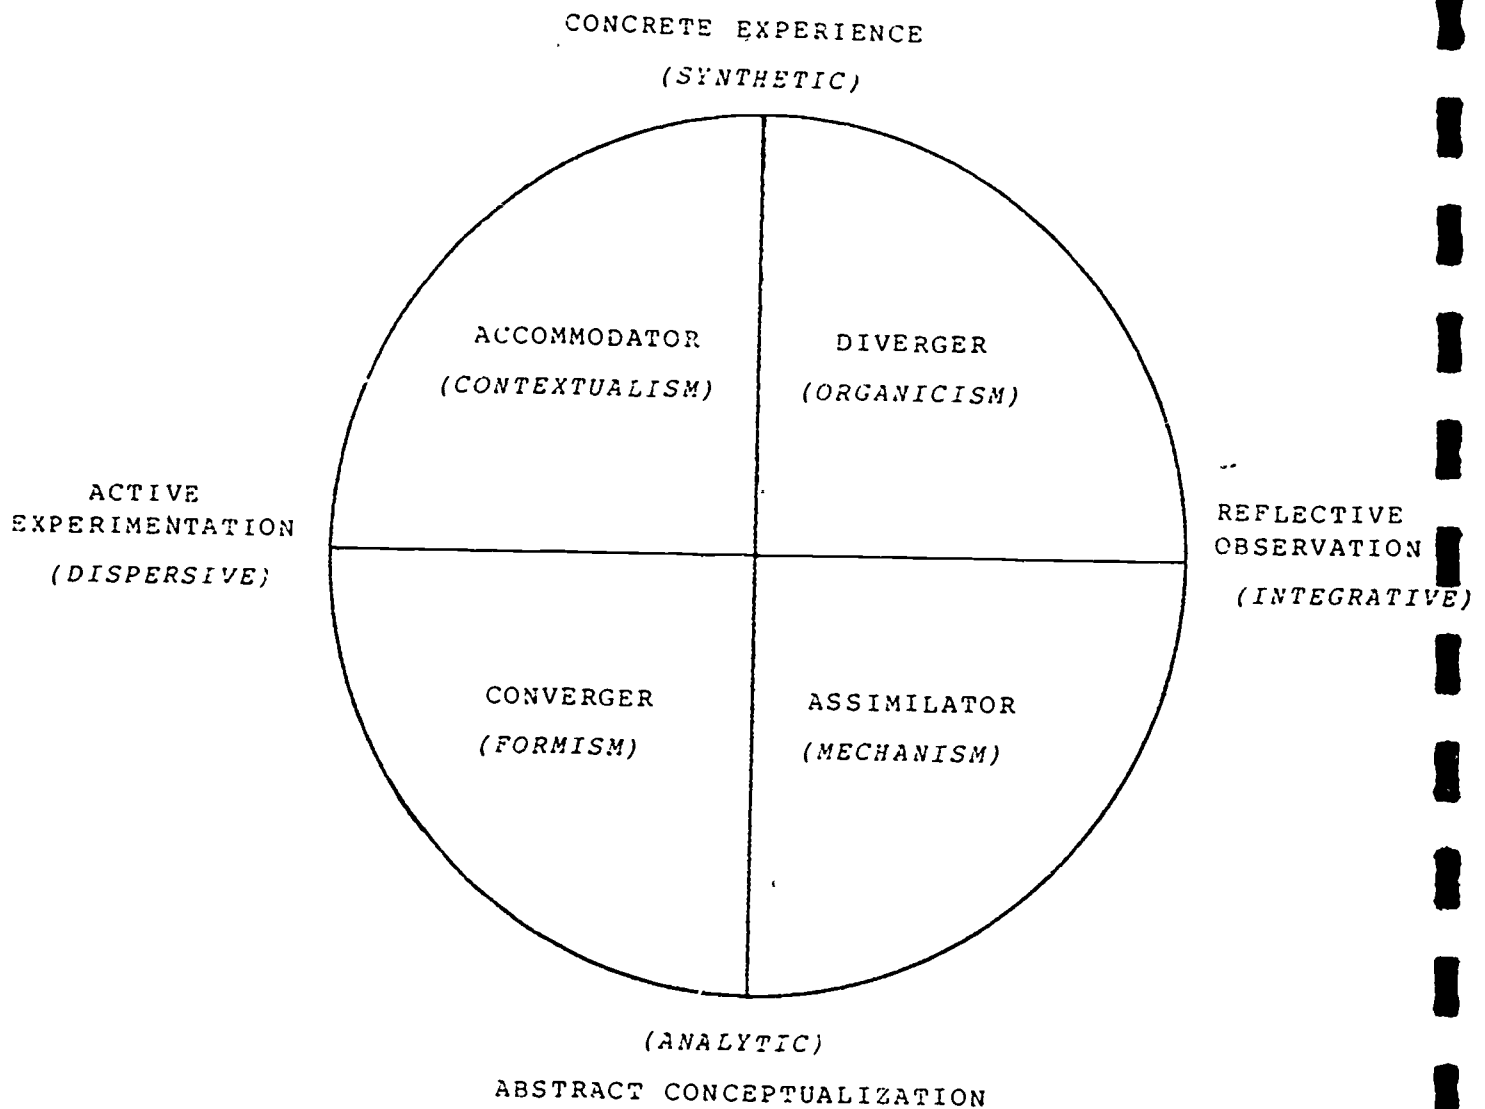 CONCRETE EXPERIENCE
(SYNTHETIC)
ACCOMMODATOR
(CONTEXTUALISM)
DIVERGER
(ORGANICISM)
ACTIVE
EXPERIMENTATION
(DISPERSIVE)
REFLECTIVE
OBSERVATION
(INTEGRATIVE)
CONVERGER
(FORMISM)
ASSIMILATOR
(MECHANISM)
(ANALYTIC)
ABSTRACT CONCEPTUALIZATION